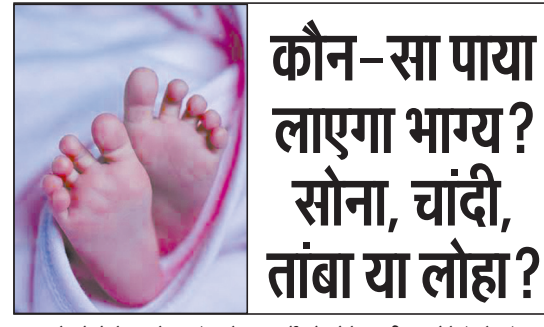 कौन-सा पाया
लाएगा भाग्य?
सोना, चांदी,
तांबा या लोहा?